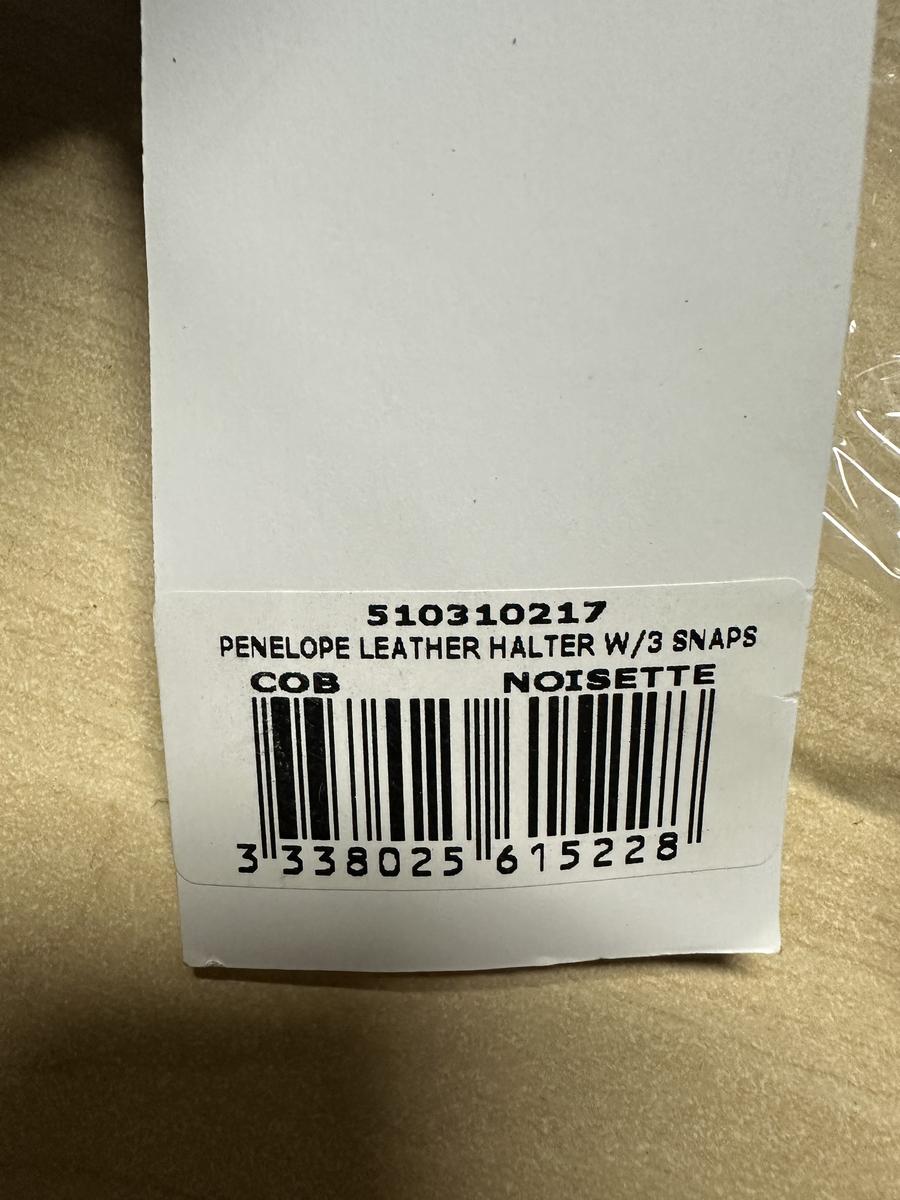 510310217
PENELOPE LEATHER HALTER W/3 SNAPS
COB NOISETTE
3 338025 615228